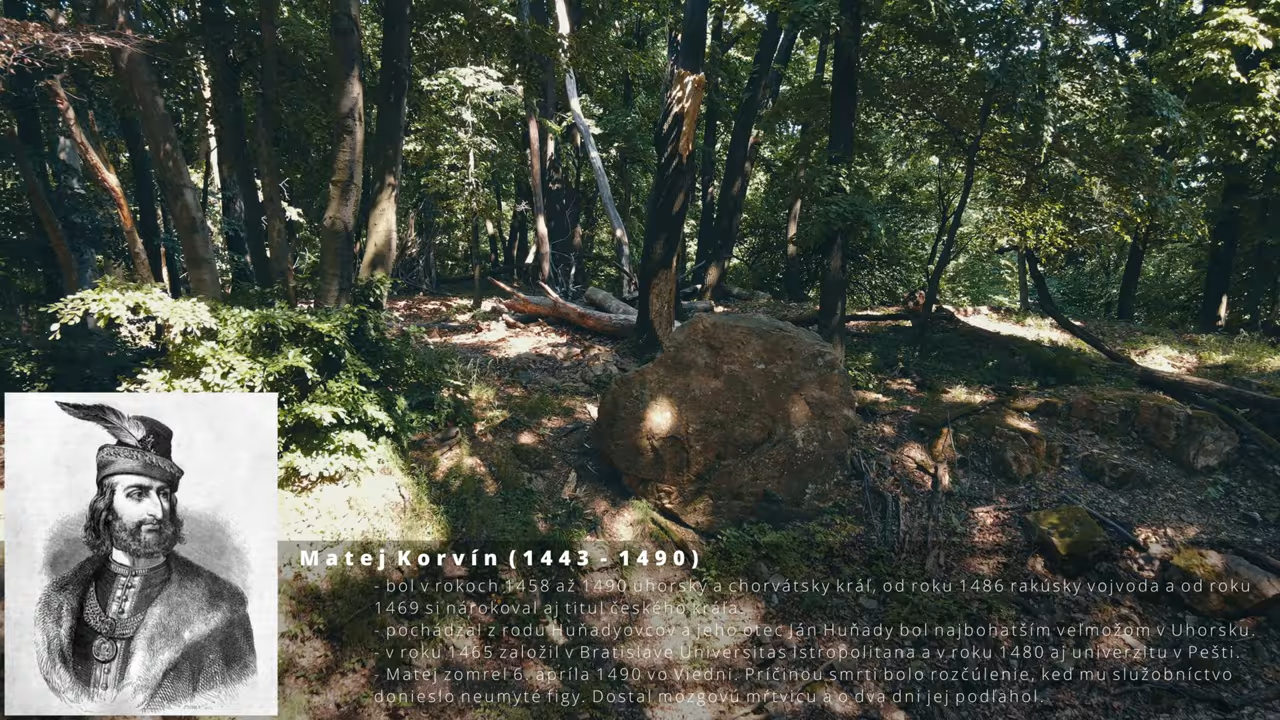 Matej Korvín (1443 - 1490)
- bol v rokoch 1458 až 1490 uhorský a chorvátsky kráľ, od roku 1486 rakúsky vojvoda a od roku
1469 si nárokoval aj titul českého kráľa.
- pochádzal z rodu Huňadyovcov a jeho otec Ján Huňady bol najbohatším veľmožom v Uhorsku.
- v roku 1465 založil v Bratislave Universitas Istropolitana a v roku 1480 aj univerzitu v Pešti.
- Matej zomrel 6. apríla 1490 vo Viedni. Príčinou smrti bolo rozčúlenie, keď mu služobníctvo
donieslo neumyté figy. Dostal mozgovú mŕtvicu a o dva dni jej podľahol.